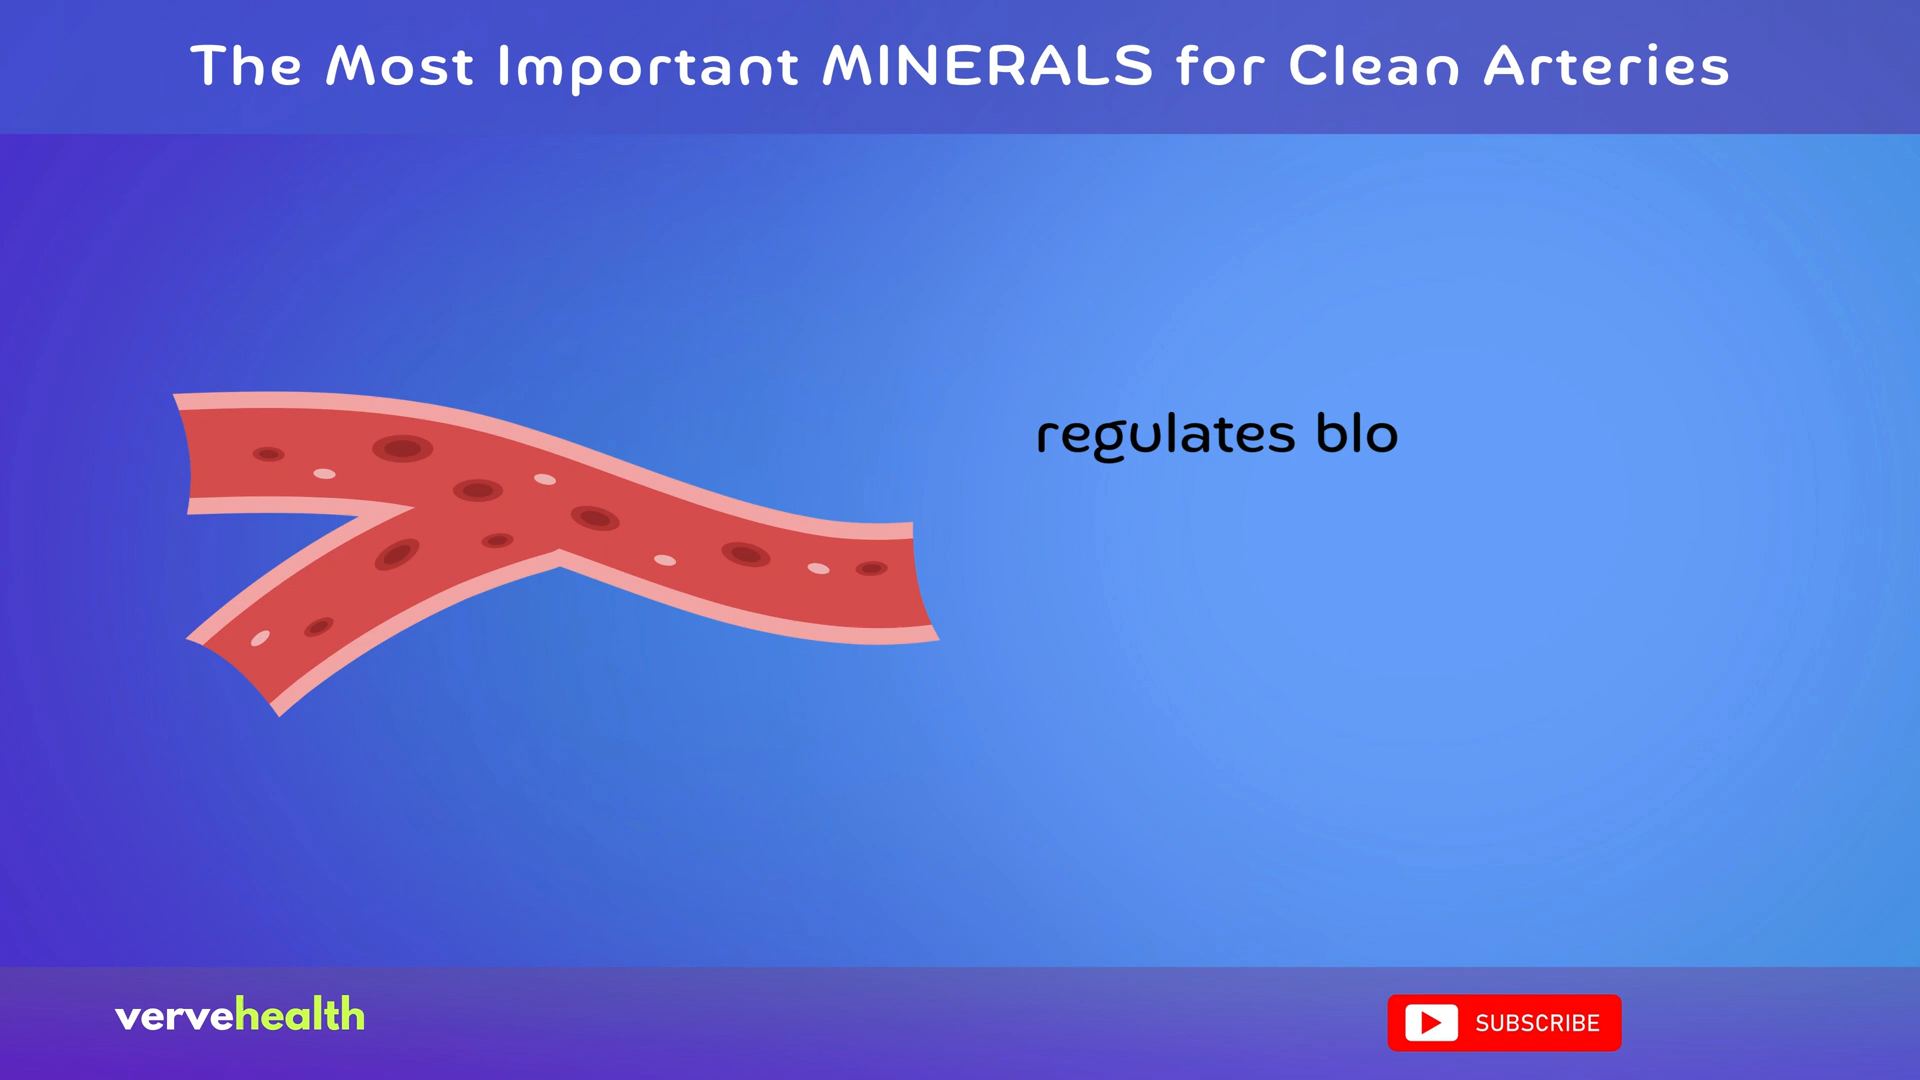 The Most Important MINERALS for Clean Arteries
regulates blo
vervehealth
SUBSCRIBE